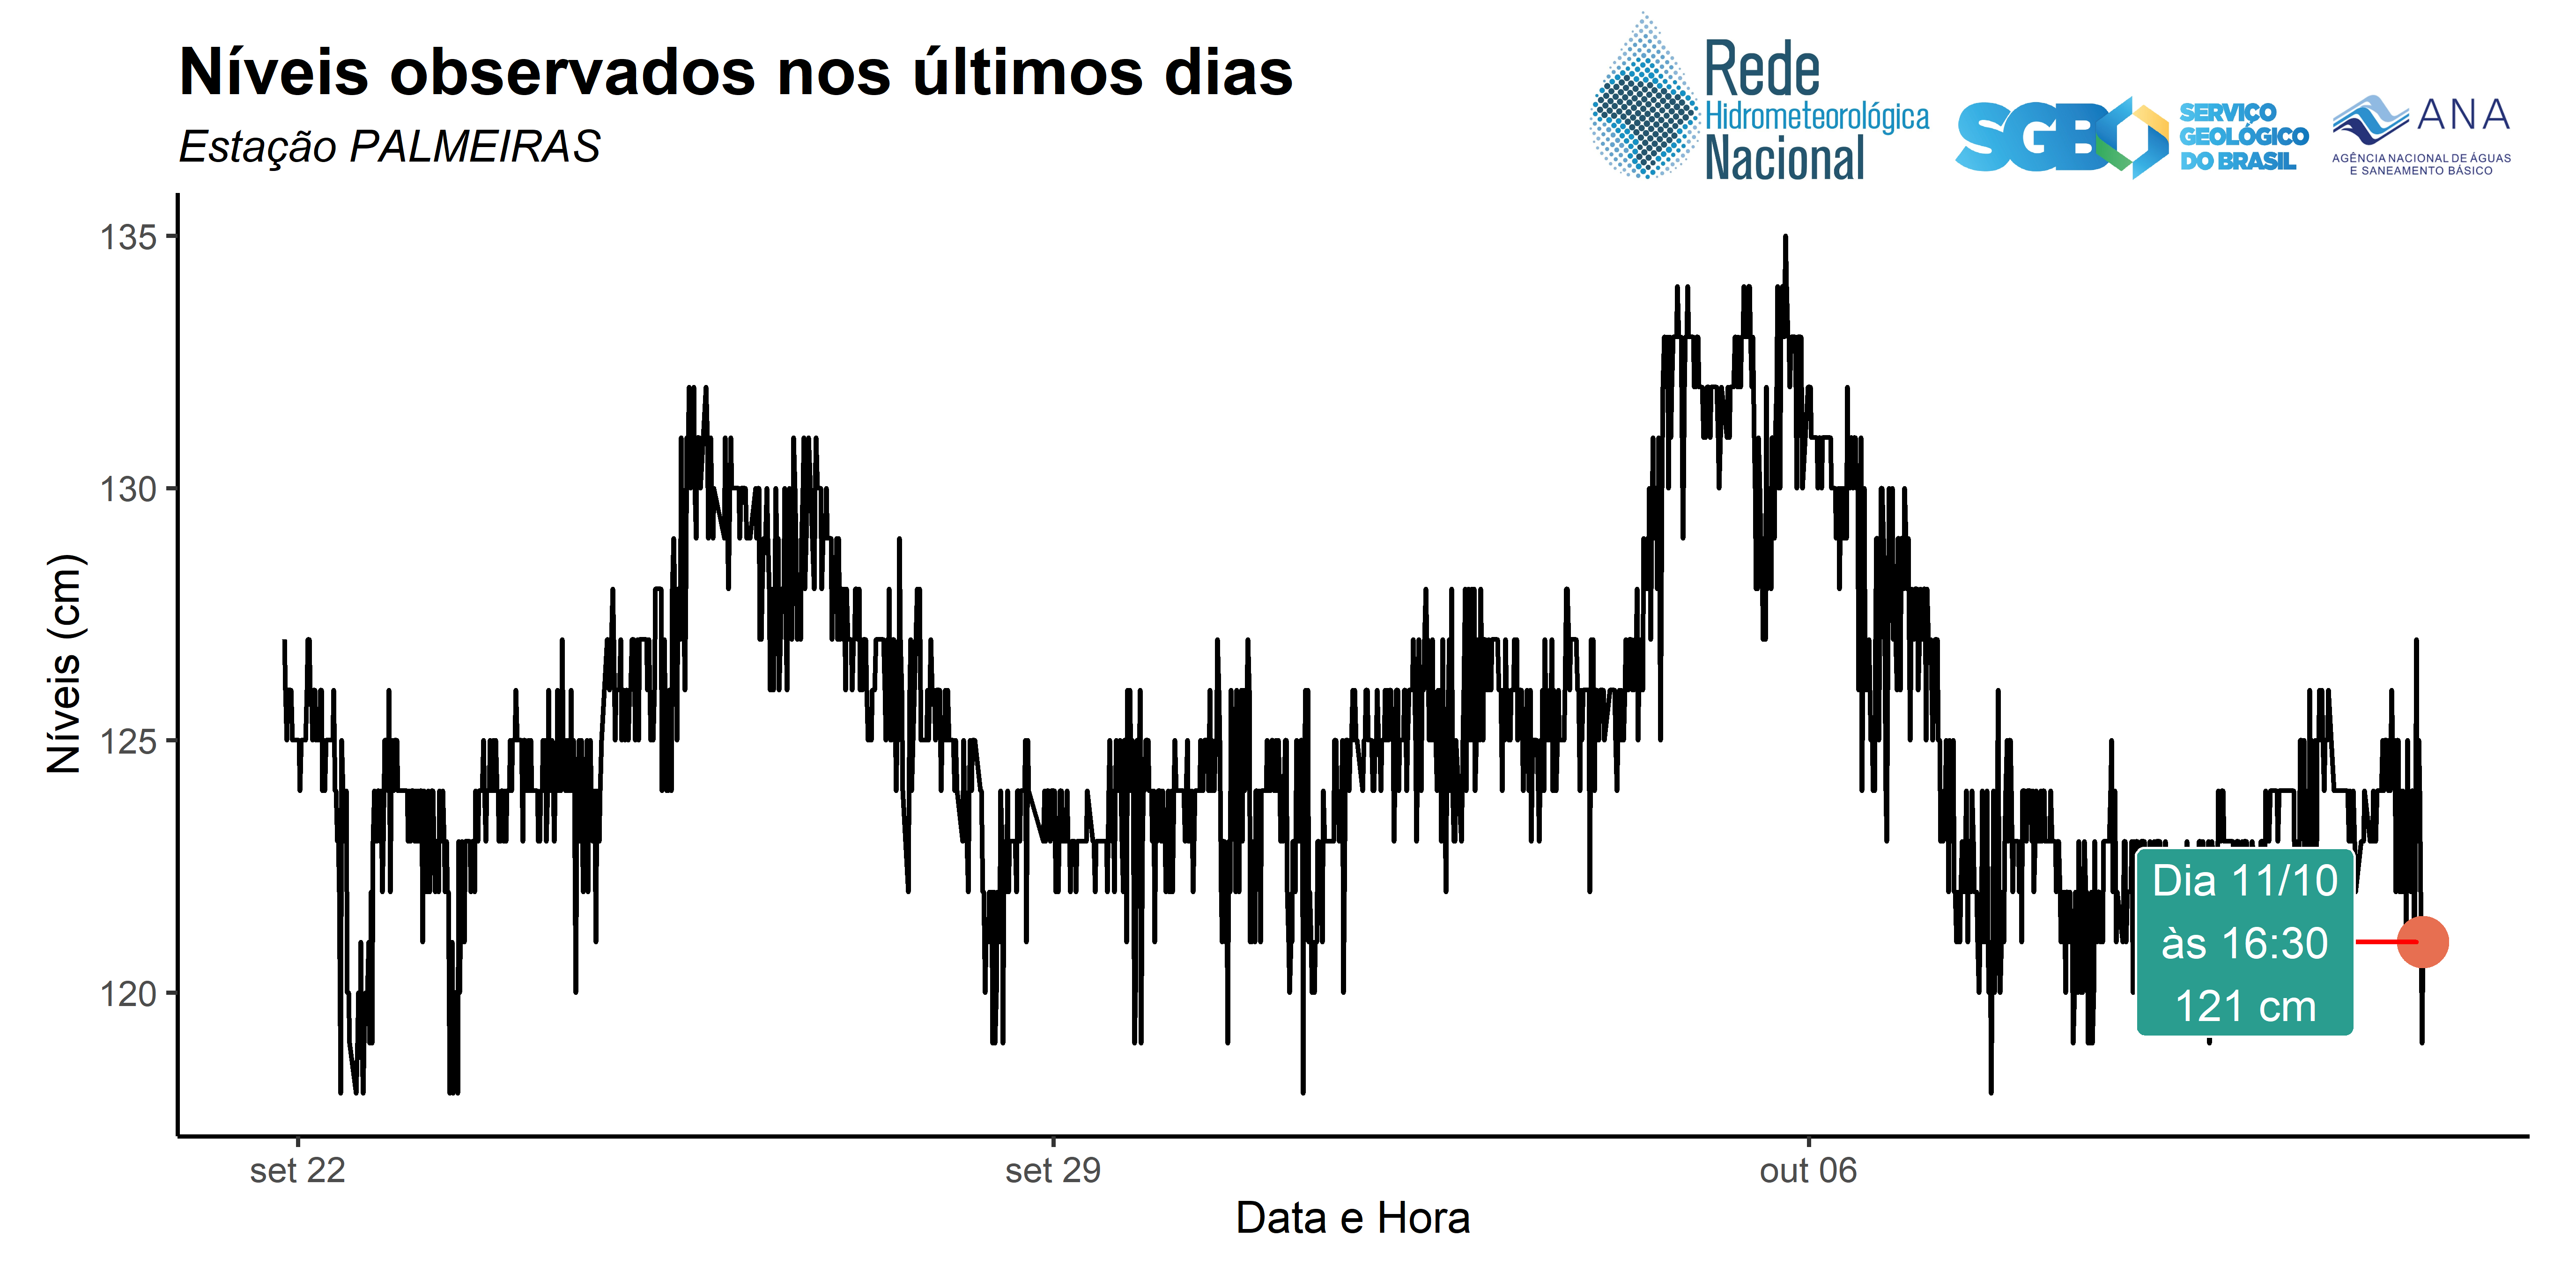 Níveis observados nos últimos dias
Estação PALMEIRAS
Rede
Hidrometeorológica
Nacional
SGB
SERVIÇO
GEOLÓGICO
DO BRASIL
ANA
AGÊNCIA NACIONAL DE ÁGUAS
E SANEAMENTO BÁSICO
135
130
125
120
Níveis (cm)
Dia 11/10
às 16:30
121 cm
set 22
set 29
out 06
Data e Hora